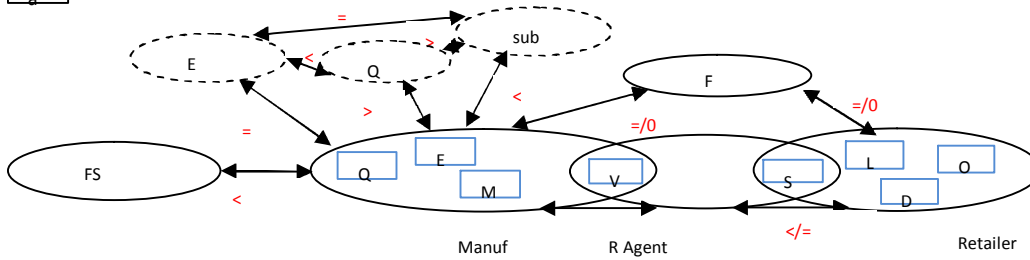 a
=
sub
<
>
E
Q
F
>
<
=/0
=
=/0
E
L
FS
Q
V
S
O
M
D
<
</=
Manuf
R Agent
Retailer